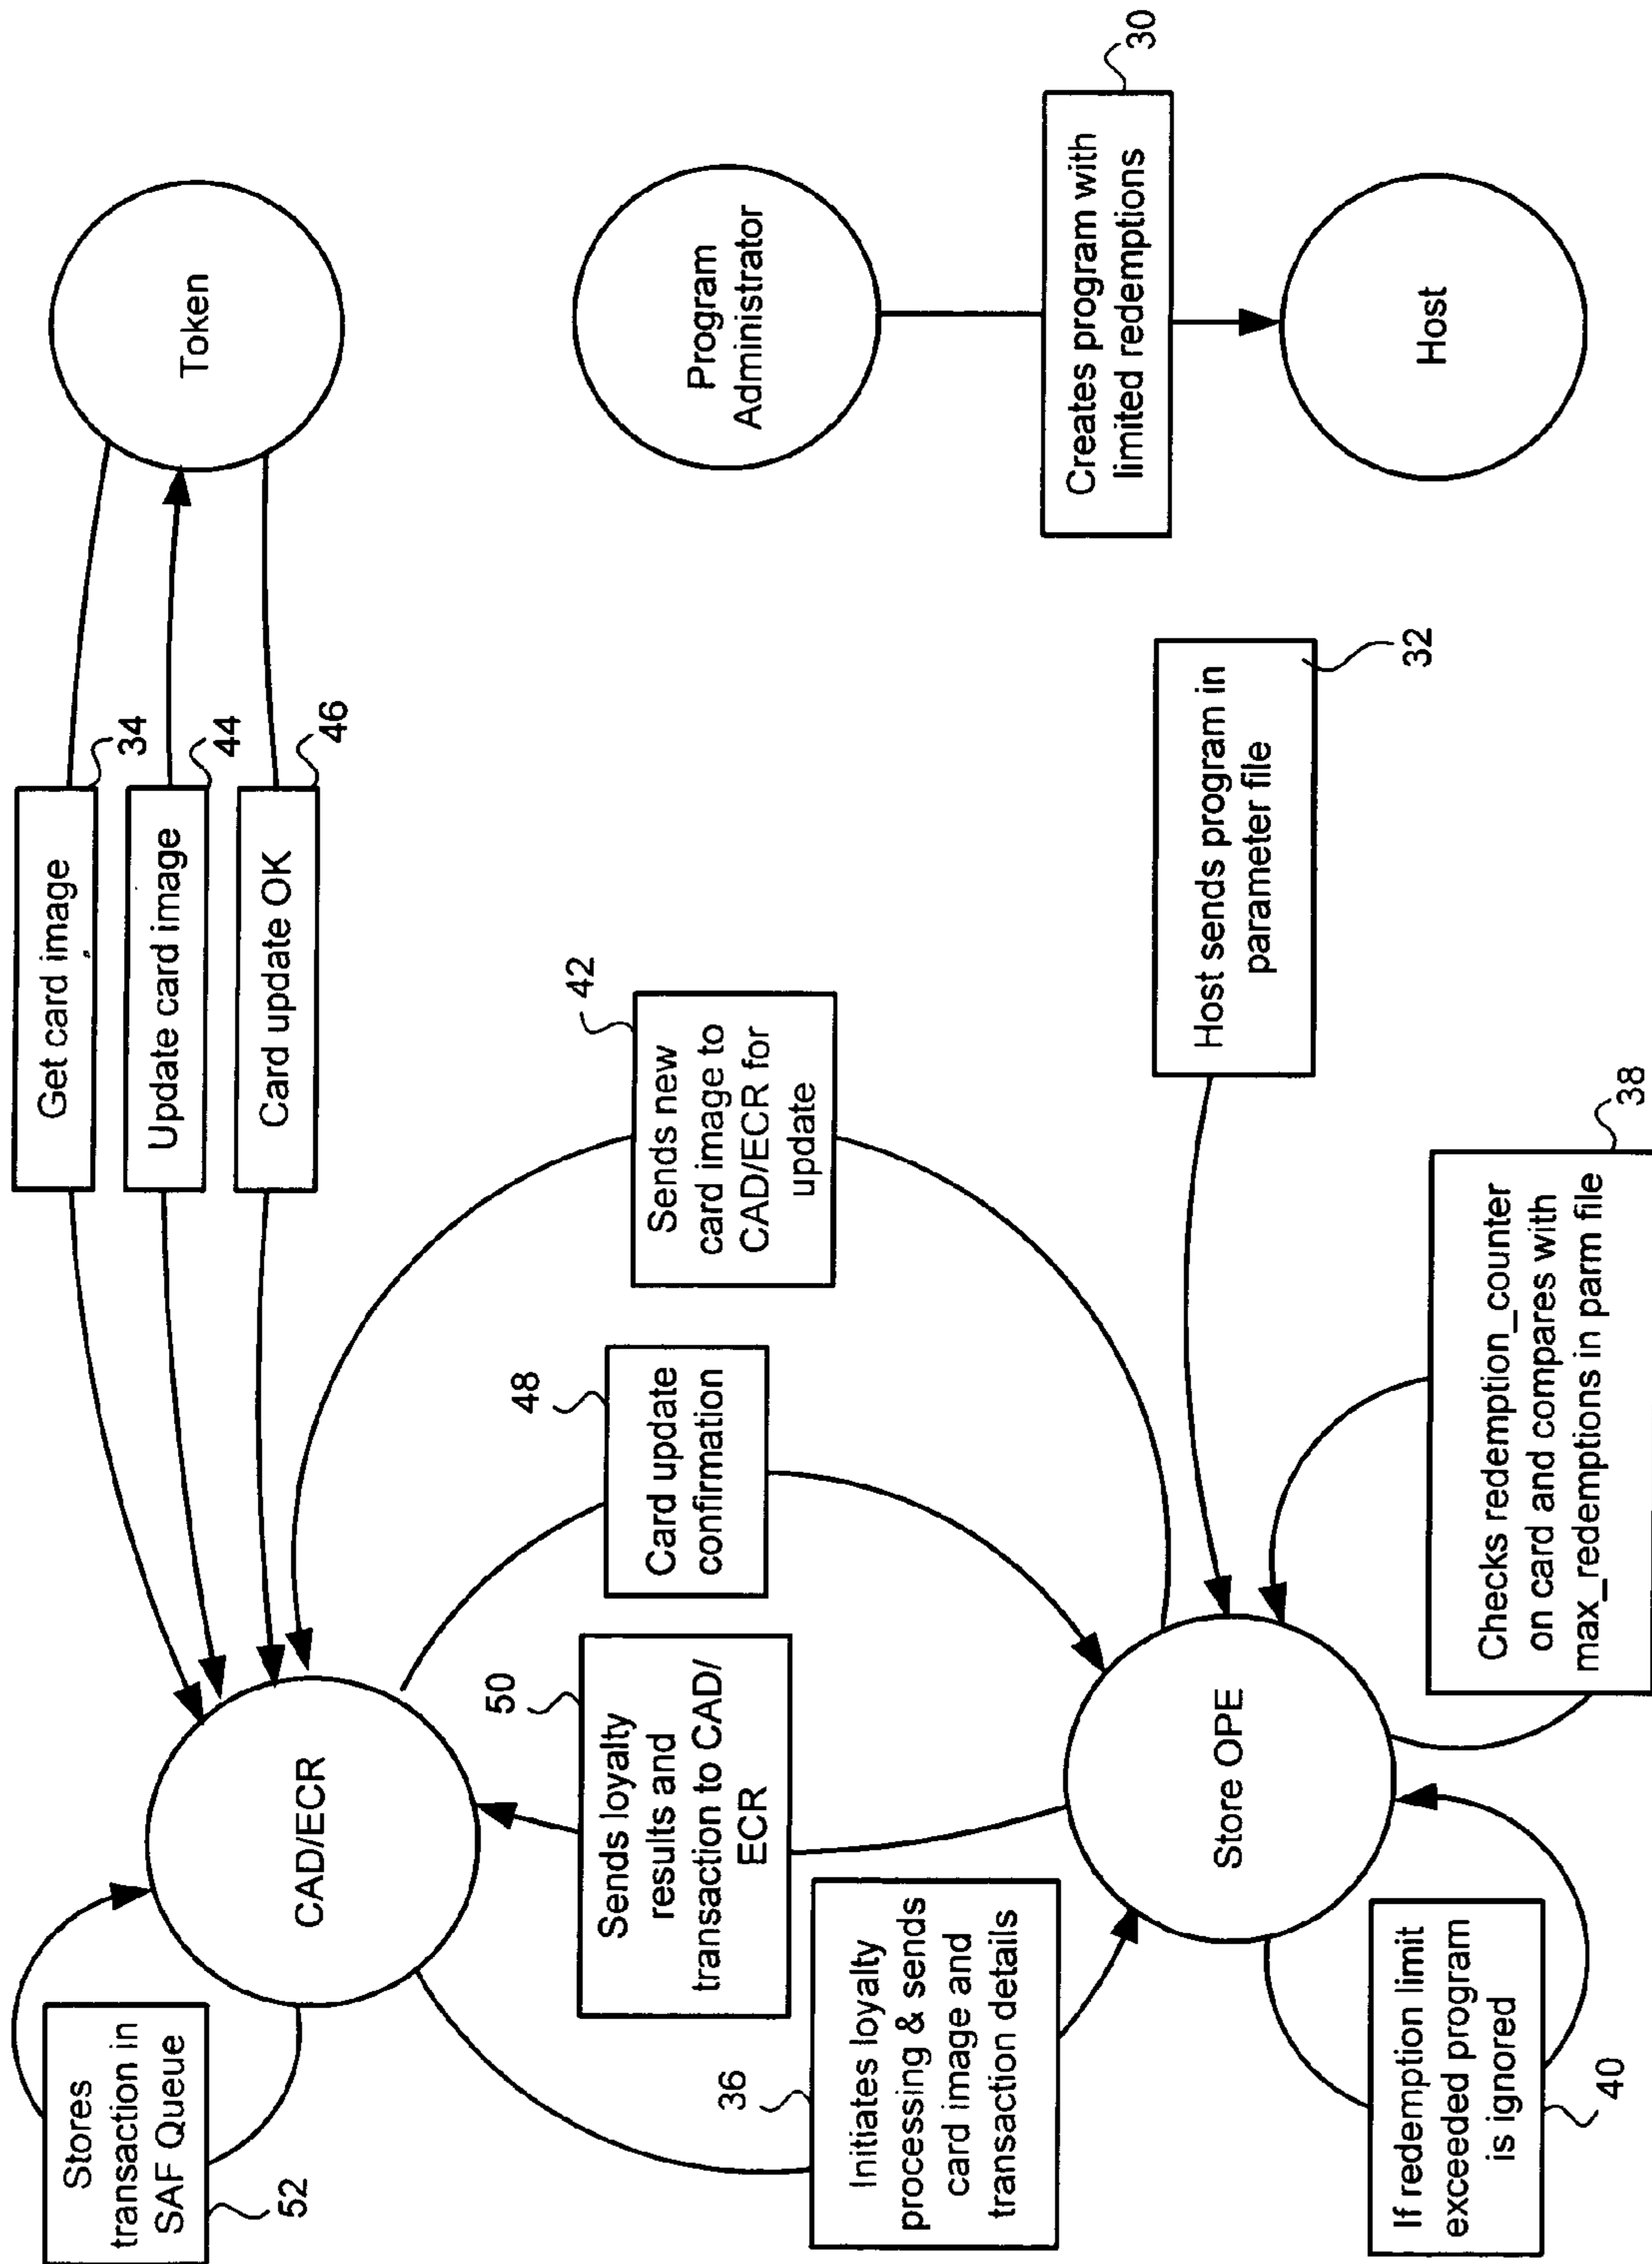 Stores
transaction in
SAF Queue
52
CAD/ECR
Get card image
34
Update card image
44
Card update OK
46
Token
36
Initiates loyalty
processing & sends
card image and
transaction details
50
Sends loyalty
results and
transaction to CAD/
ECR
48
Card update
confirmation
42
Sends new
card image to
CAD/ECR for
update
Program
Administrator
Creates program with
limited redemptions
30
Host
Host sends program in
parameter file
32
Store OPE
If redemption limit
exceeded program
is ignored
40
Checks redemption_counter
on card and compares with
max_redemptions in parm file
38